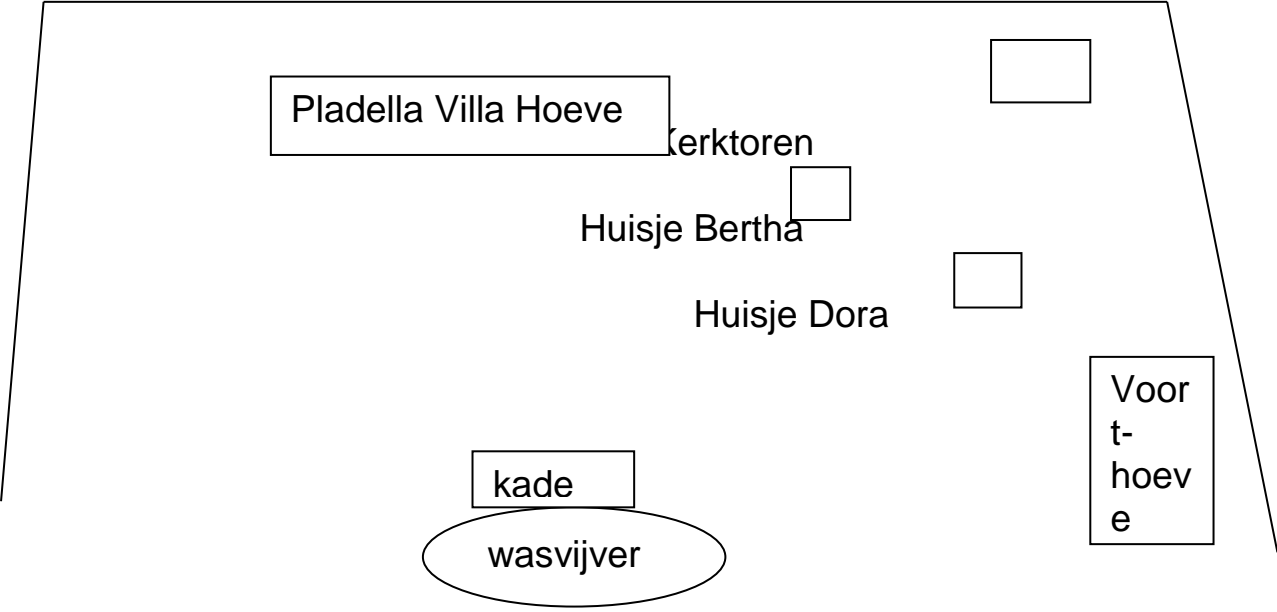 Pladella Villa Hoeve
Kerktoren
Huisje Bertha
Huisje Dora
Voor
t-
hoev
e
kade
wasvijver